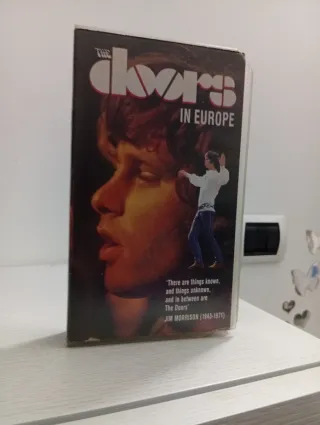 THE
doors
IN EUROPE
'There are things known,
and things unknown,
and in between are
The Doors'
JIM MORRISON (1943-1971)